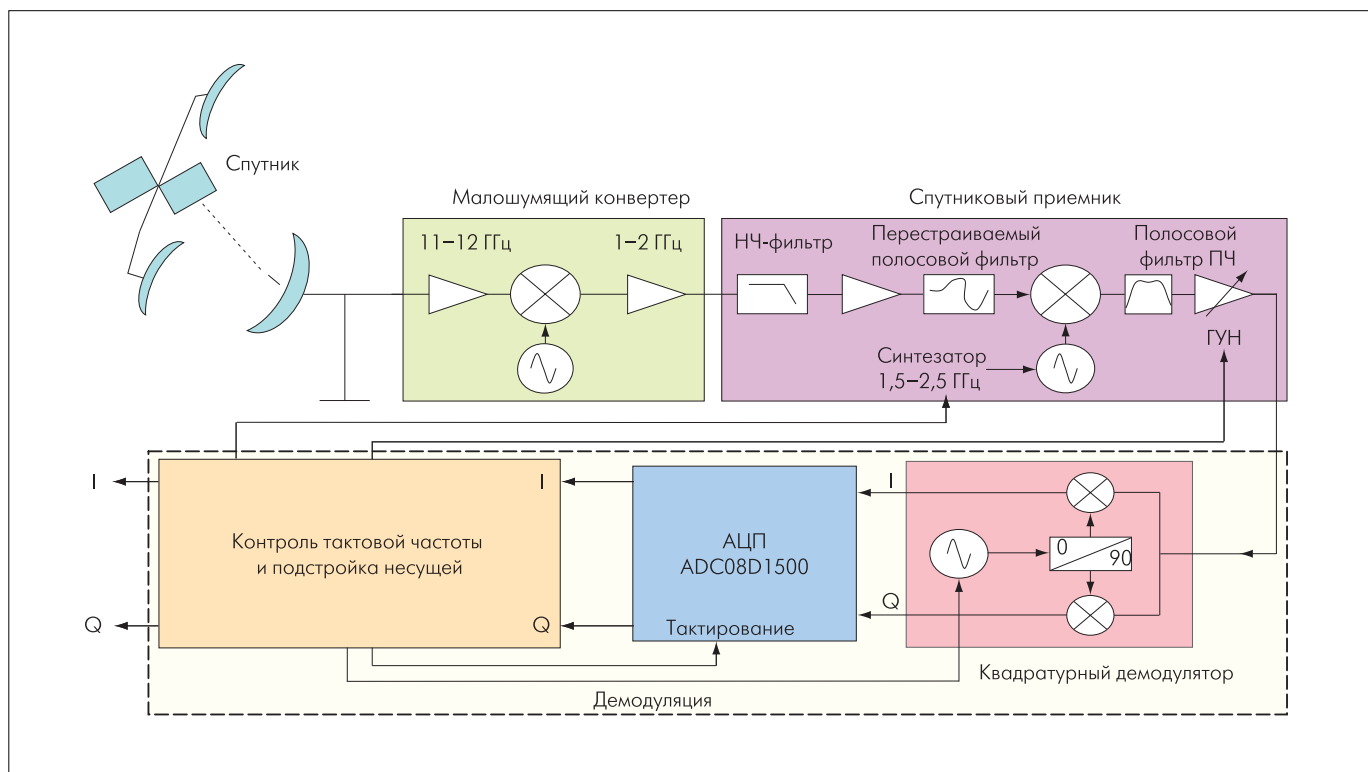 Спутник
Малошумящий конвертер
11–12 ГГц
1–2 ГГц
Спутниковый приемник
НЧ-фильтр
Перестраиваемый
полосовой фильтр
Полосовой
фильтр ПЧ
ГУН
Синтезатор
1,5–2,5 ГГц
I
Q
Контроль тактовой частоты
и подстройка несущей
I
Q
АЦП
ADC08D1500
Тактирование
I
Q
0
90
Квадратурный демодулятор
Демодуляция